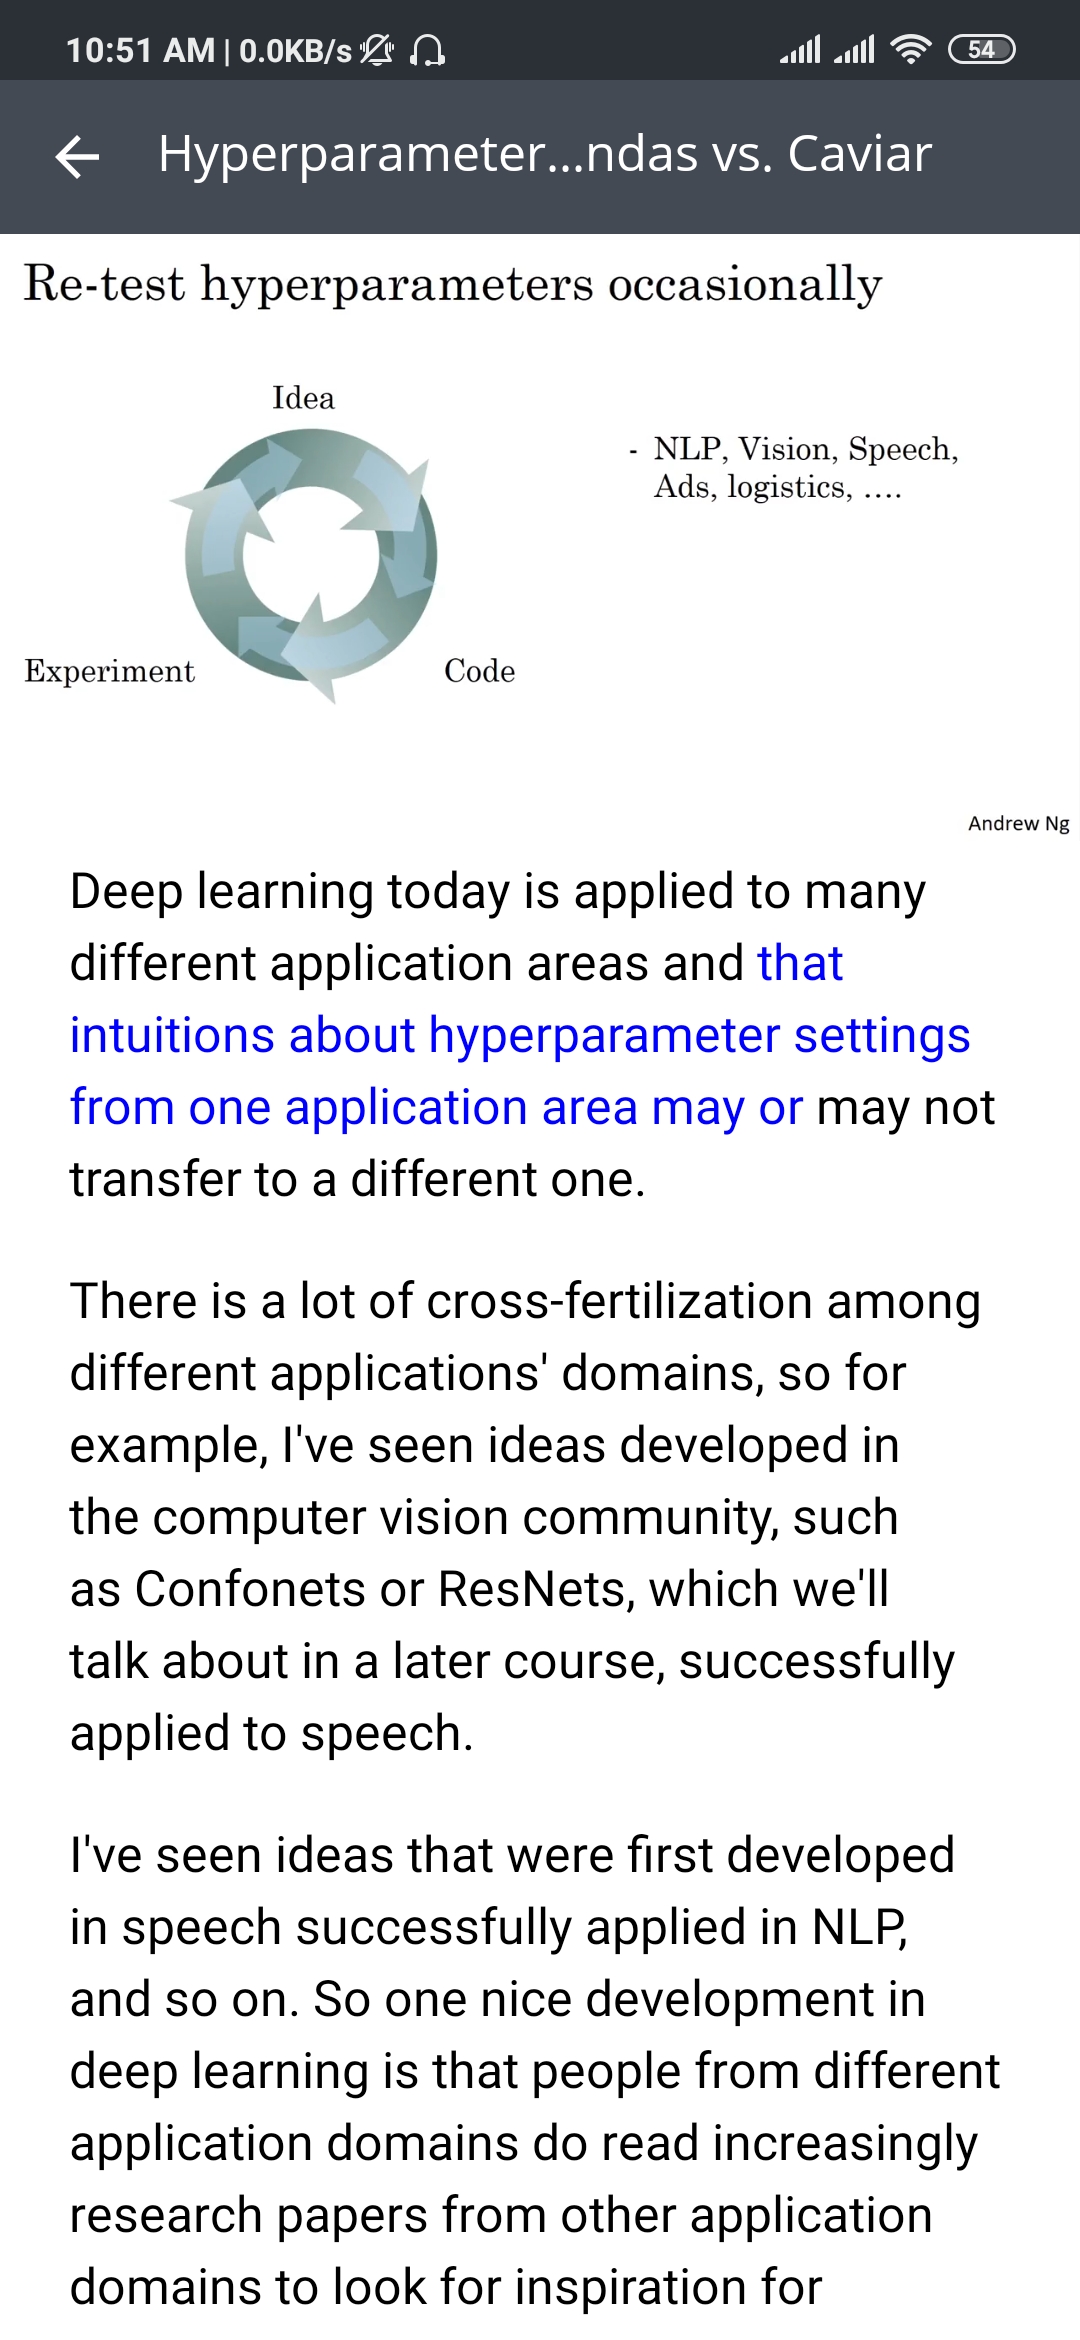 10:51 AM | 0.0KB/s
54
Hyperparameter...ndas vs. Caviar
Re-test hyperparameters occasionally
Idea
- NLP, Vision, Speech,
Ads, logistics, ....
Experiment
Code
Andrew Ng
Deep learning today is applied to many
different application areas and that
intuitions about hyperparameter settings
from one application area may or may not
transfer to a different one.
There is a lot of cross-fertilization among
different applications' domains, so for
example, I've seen ideas developed in
the computer vision community, such
as Confonets or ResNets, which we'll
talk about in a later course, successfully
applied to speech.
I've seen ideas that were first developed
in speech successfully applied in NLP,
and so on. So one nice development in
deep learning is that people from different
application domains do read increasingly
research papers from other application
domains to look for inspiration for